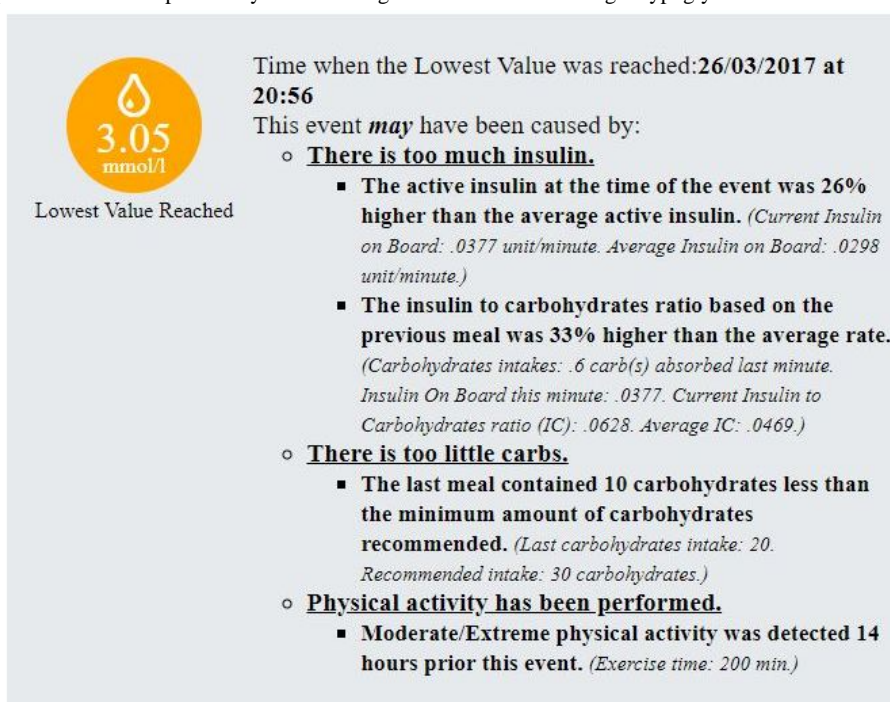 3.05
mmol/l
Lowest Value Reached
Time when the Lowest Value was reached:26/03/2017 at
20:56
This event may have been caused by:
There is too much insulin.
The active insulin at the time of the event was 26%
higher than the average active insulin. (Current Insulin
on Board: .0377 unit/minute. Average Insulin on Board: .0298
unit/minute.)
The insulin to carbohydrates ratio based on the
previous meal was 33% higher than the average rate.
(Carbohydrates intakes: .6 carb(s) absorbed last minute.
Insulin On Board this minute: .0377. Current Insulin to
Carbohydrates ratio (IC): .0628. Average IC: .0469.)
There is too little carbs.
The last meal contained 10 carbohydrates less than
the minimum amount of carbohydrates
recommended. (Last carbohydrates intake: 20.
Recommended intake: 30 carbohydrates.)
Physical activity has been performed.
Moderate/Extreme physical activity was detected 14
hours prior this event. (Exercise time: 200 min.)